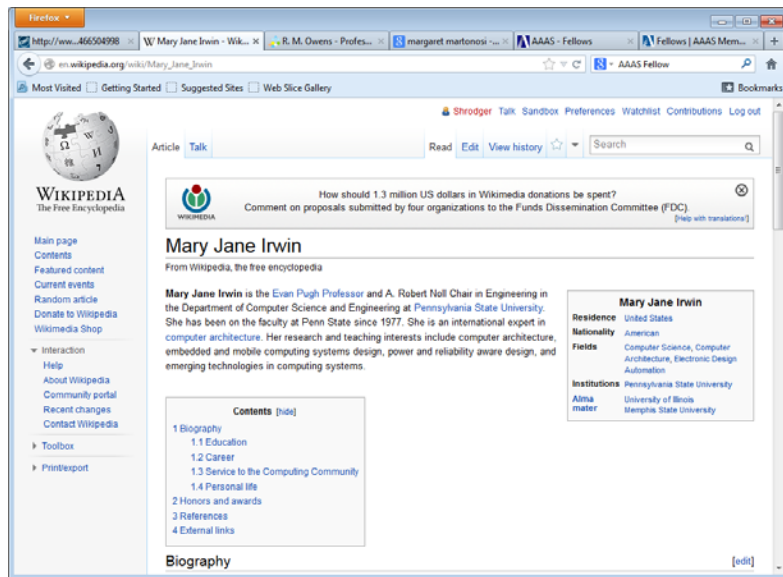 Firefox
http://ww...466504998
W Mary Jane Irwin - Wik...
R. M. Owens - Profes...
margaret martonosi -...
AAAS - Fellows
Fellows | AAAS Mem...
en.wikipedia.org/wiki/Mary_Jane_Irwin
AAAS Fellow
Most Visited Getting Started Suggested Sites Web Slice Gallery Bookmarks
Shrodger Talk Sandbox Preferences Watchlist Contributions Log out
Article Talk Read Edit View history Search
WIKIPEDIA
The Free Encyclopedia
Main page
Contents
Featured content
Current events
Random article
Donate to Wikipedia
Wikimedia Shop
Interaction
Help
About Wikipedia
Community portal
Recent changes
Contact Wikipedia
Toolbox
Print/export
WIKIMEDIA
How should 1.3 million US dollars in Wikimedia donations be spent?
Comment on proposals submitted by four organizations to the Funds Dissemination Committee (FDC).
[Help with translations!]
Mary Jane Irwin
From Wikipedia, the free encyclopedia
Mary Jane Irwin is the Evan Pugh Professor and A. Robert Noll Chair in Engineering in
the Department of Computer Science and Engineering at Pennsylvania State University.
She has been on the faculty at Penn State since 1977. She is an international expert in
computer architecture. Her research and teaching interests include computer architecture,
embedded and mobile computing systems design, power and reliability aware design, and
emerging technologies in computing systems.
Mary Jane Irwin
Residence United States
Nationality American
Fields Computer Science, Computer
Architecture, Electronic Design
Automation
Institutions Pennsylvania State University
Alma University of Illinois
mater Memphis State University
Contents [hide]
1 Biography
1.1 Education
1.2 Career
1.3 Service to the Computing Community
1.4 Personal life
2 Honors and awards
3 References
4 External links
Biography [edit]